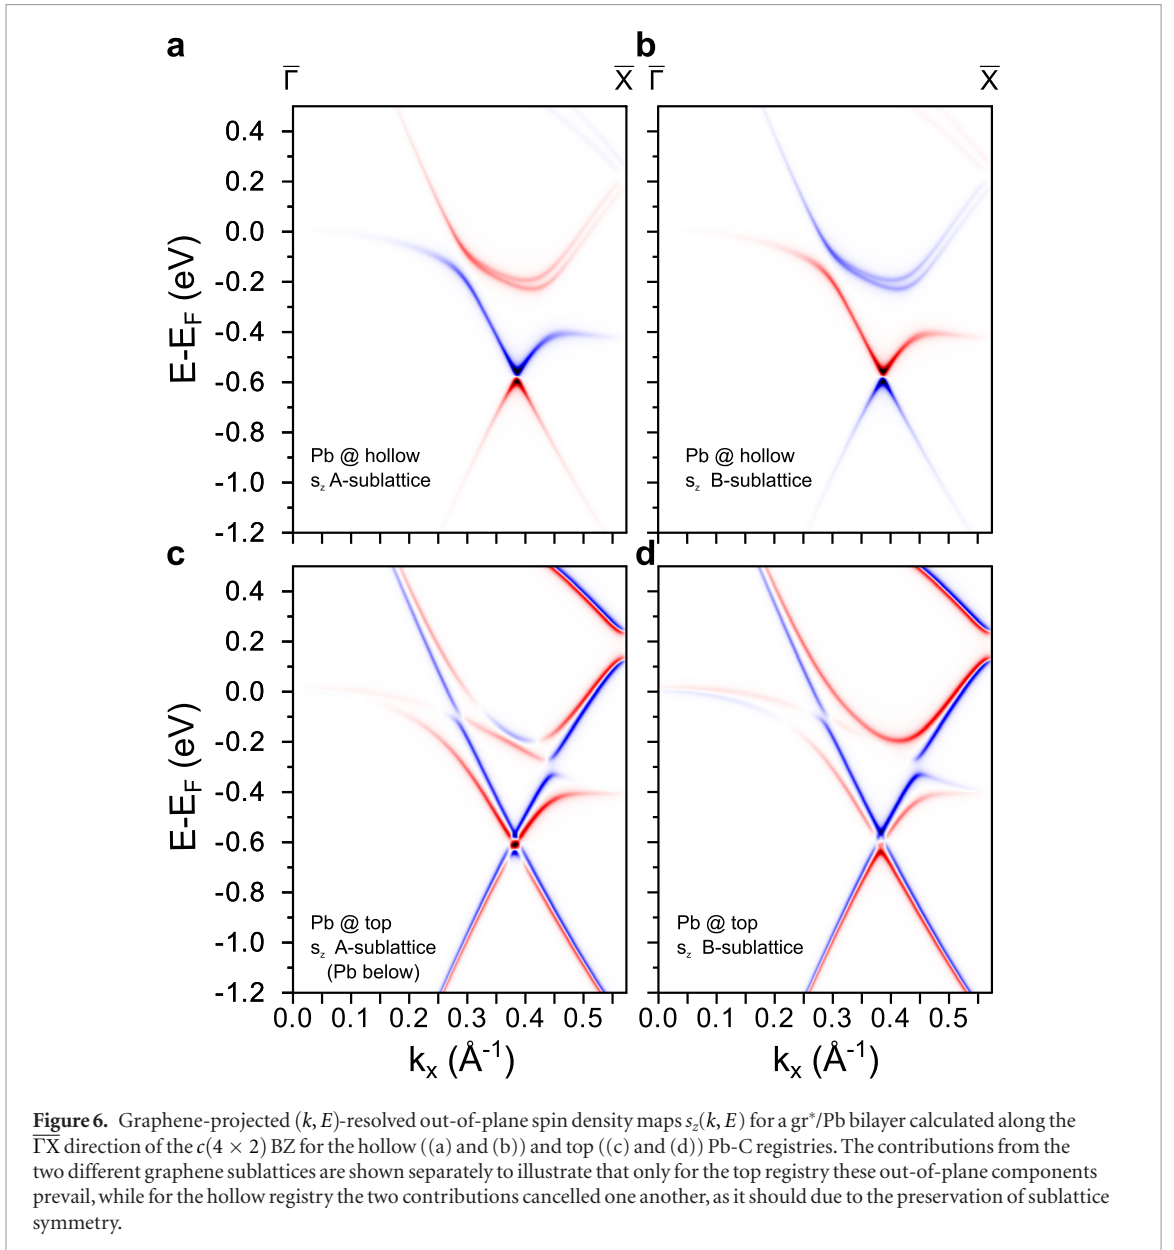 a
b
Γ̅ X̅ Γ̅ X̅
0.4
0.2
0.0
-0.2
-0.4
-0.6
-0.8
-1.0
-1.2
E-E_F (eV)
Pb @ hollow
s_z A-sublattice
Pb @ hollow
s_z B-sublattice
c
d
0.4
0.2
0.0
-0.2
-0.4
-0.6
-0.8
-1.0
-1.2
E-E_F (eV)
Pb @ top
s_z A-sublattice
(Pb below)
Pb @ top
s_z B-sublattice
0.0 0.1 0.2 0.3 0.4 0.5 0.0 0.1 0.2 0.3 0.4 0.5
k_x (Å⁻¹) k_x (Å⁻¹)
Figure 6. Graphene-projected (k, E)-resolved out-of-plane spin density maps s_z(k, E) for a gr*/Pb bilayer calculated along the
Γ̅X̅ direction of the c(4 × 2) BZ for the hollow ((a) and (b)) and top ((c) and (d)) Pb-C registries. The contributions from the
two different graphene sublattices are shown separately to illustrate that only for the top registry these out-of-plane components
prevail, while for the hollow registry the two contributions cancelled one another, as it should due to the preservation of sublattice
symmetry.